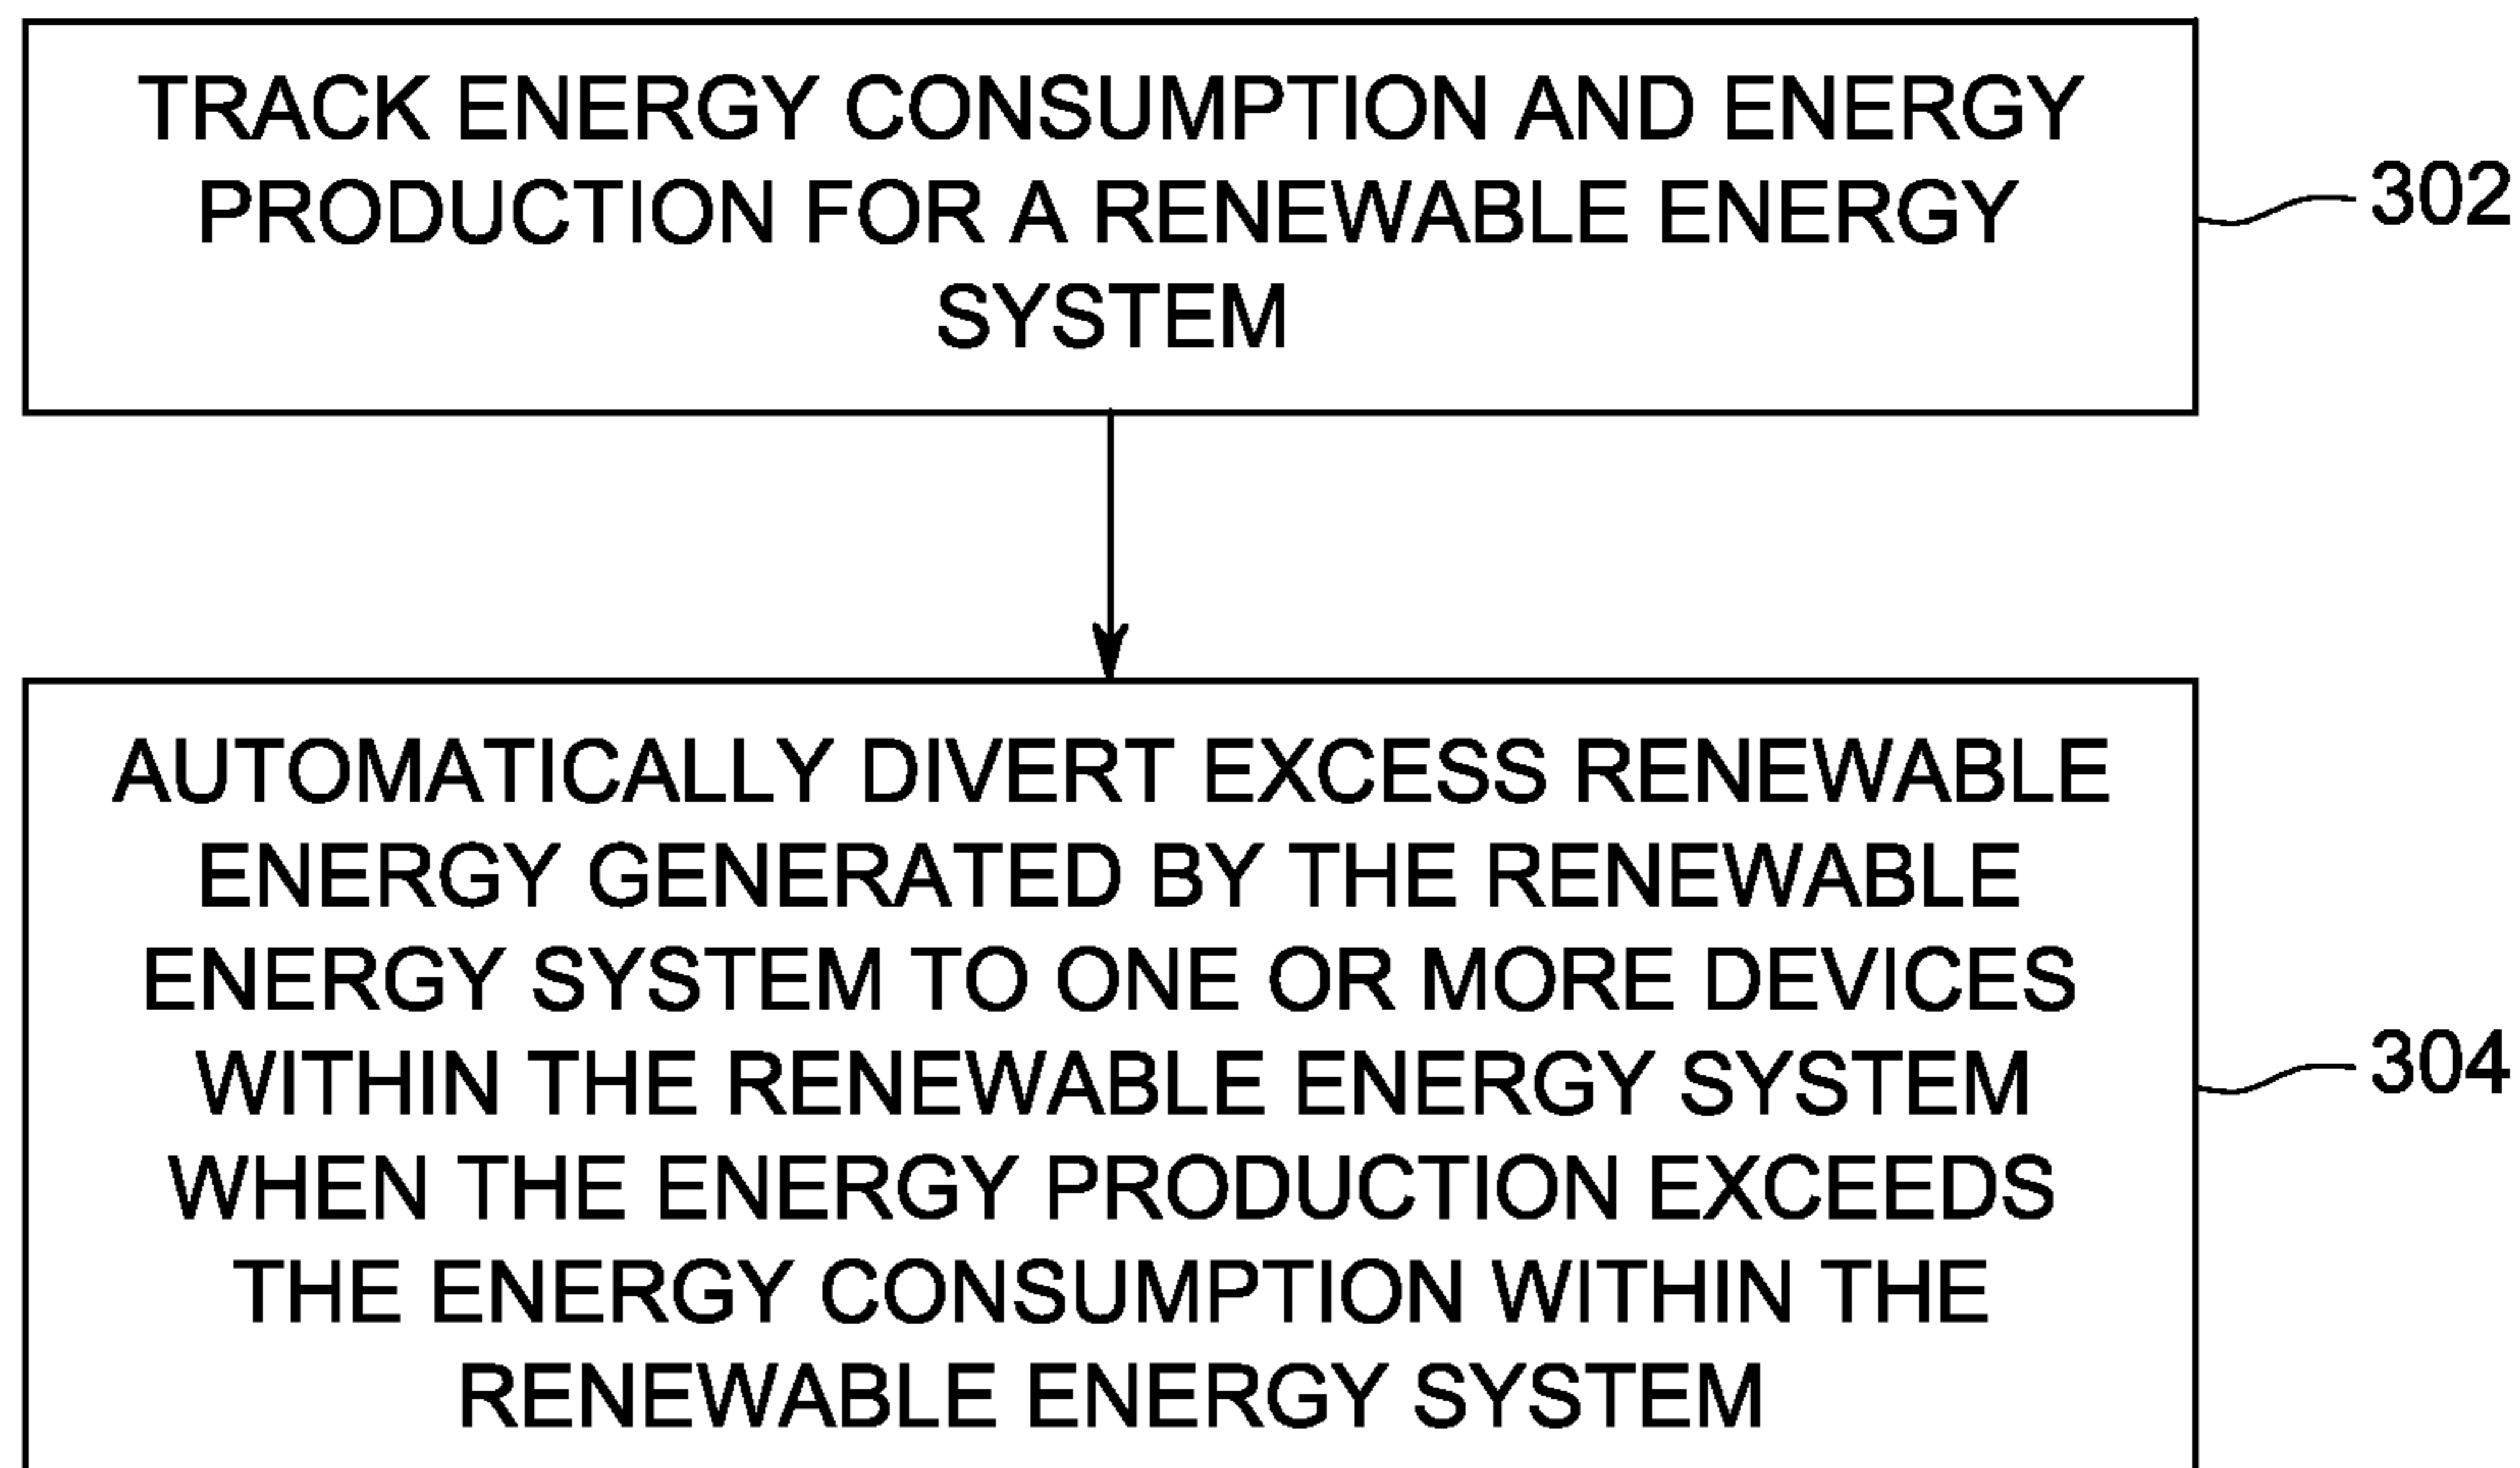 TRACK ENERGY CONSUMPTION AND ENERGY
PRODUCTION FOR A RENEWABLE ENERGY
SYSTEM
302
AUTOMATICALLY DIVERT EXCESS RENEWABLE
ENERGY GENERATED BY THE RENEWABLE
ENERGY SYSTEM TO ONE OR MORE DEVICES
WITHIN THE RENEWABLE ENERGY SYSTEM
WHEN THE ENERGY PRODUCTION EXCEEDS
THE ENERGY CONSUMPTION WITHIN THE
RENEWABLE ENERGY SYSTEM
304